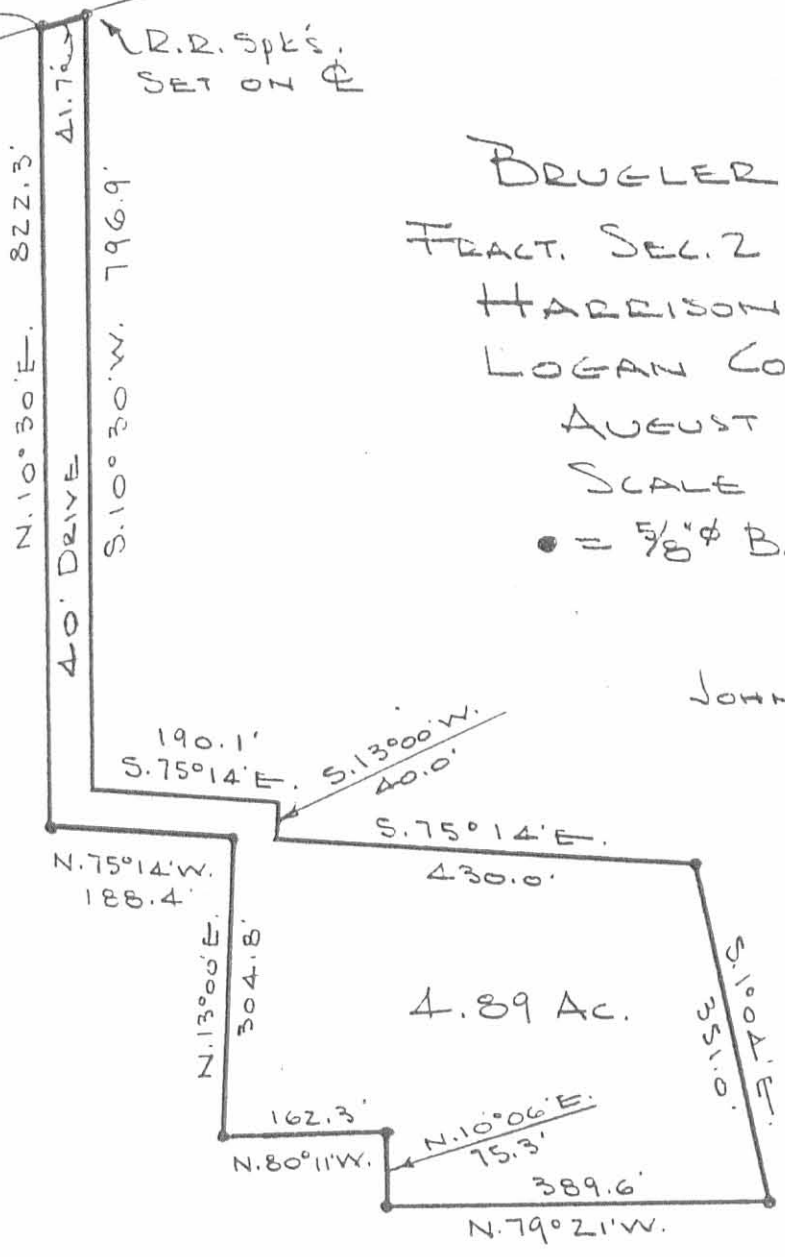 R.R. Spk's.
SET ON ℄
41.7'
N.10°30'E. 822.3'
40' DRIVE
S.10°30'W. 796.9'
BRUGLER
FRACT. SEC. 2
HARRISON
LOGAN CO
AUGUST
SCALE
• = 5/8"⌀ B.
JOHN
190.1'
S.75°14'E.
S.13°00'W.
40.0'
S.75°14'E.
430.0'
N.75°14'W.
188.4'
N.13°00'E.
304.8'
4.89 Ac.
S.1°04'E.
351.0'
162.3'
N.80°11'W.
N.10°06'E.
75.3'
389.6'
N.79°21'W.